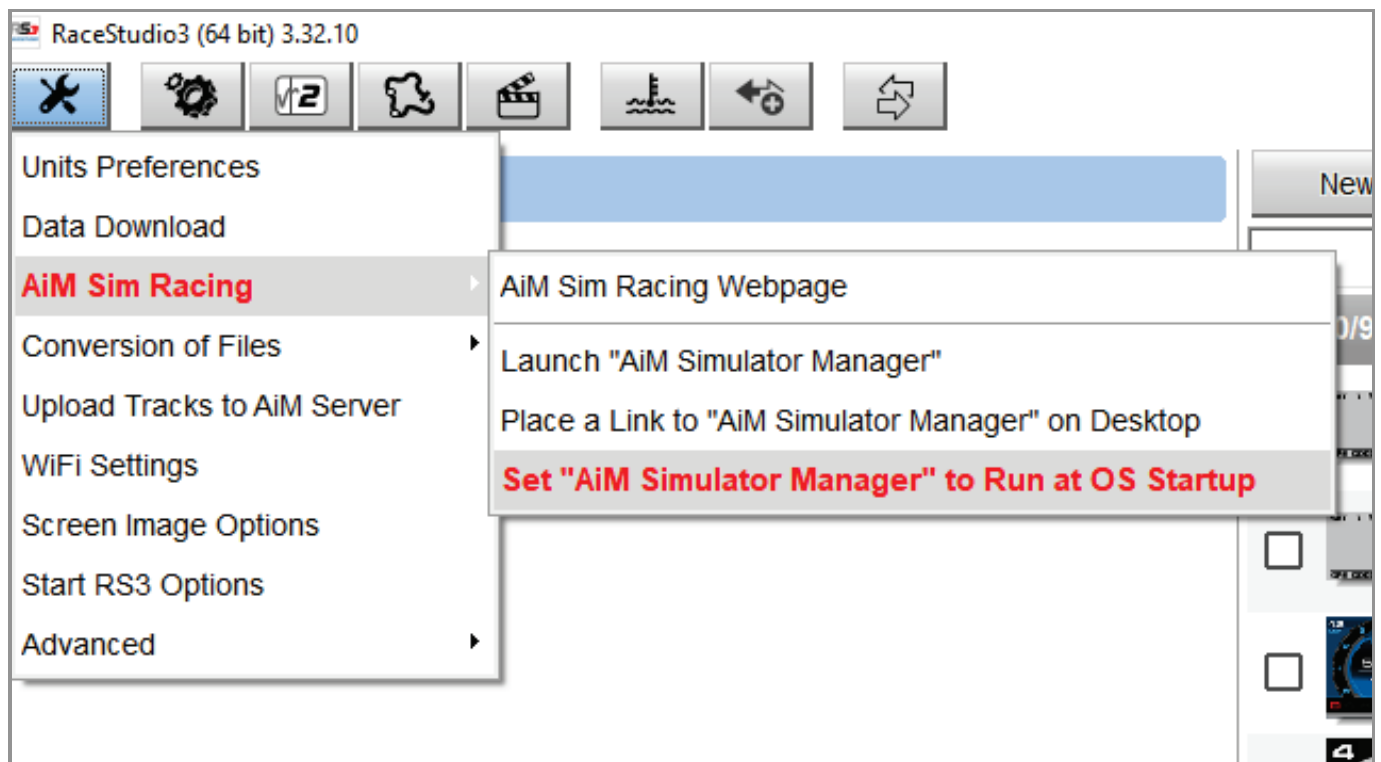 RS3 RaceStudio3 (64 bit) 3.32.10
Units Preferences
New
Data Download
AiM Sim Racing
AiM Sim Racing Webpage
Conversion of Files
Launch "AiM Simulator Manager"
Upload Tracks to AiM Server
Place a Link to "AiM Simulator Manager" on Desktop
WiFi Settings
Set "AiM Simulator Manager" to Run at OS Startup
Screen Image Options
Start RS3 Options
Advanced